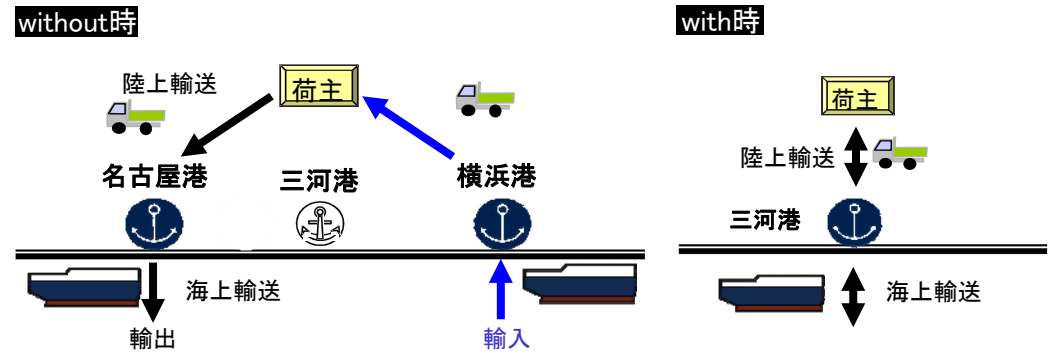 without時
陸上輸送
荷主
名古屋港
三河港
横浜港
海上輸送
輸出
輸入
with時
荷主
陸上輸送
三河港
海上輸送